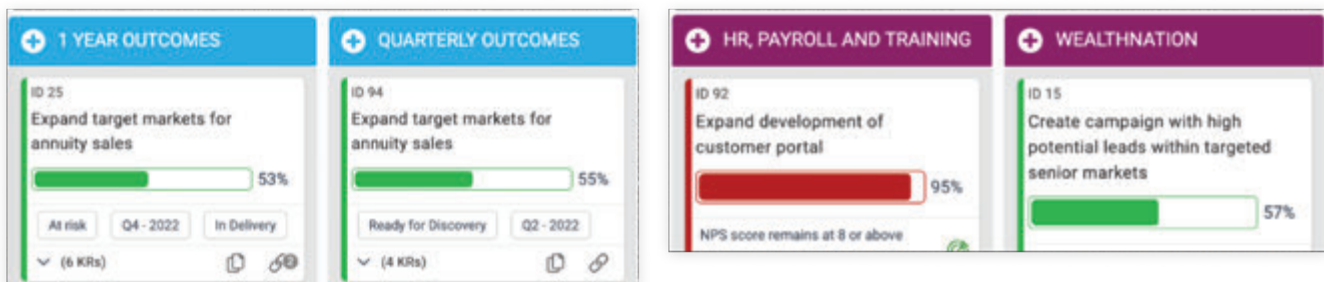 1 YEAR OUTCOMES
ID 25
Expand target markets for
annuity sales
53%
At risk
Q4 - 2022
In Delivery
(6 KRs)
QUARTERLY OUTCOMES
ID 94
Expand target markets for
annuity sales
55%
Ready for Discovery
Q2 - 2022
(4 KRs)
HR, PAYROLL AND TRAINING
ID 92
Expand development of
customer portal
95%
NPS score remains at 8 or above
WEALTHNATION
ID 15
Create campaign with high
potential leads within targeted
senior markets
57%